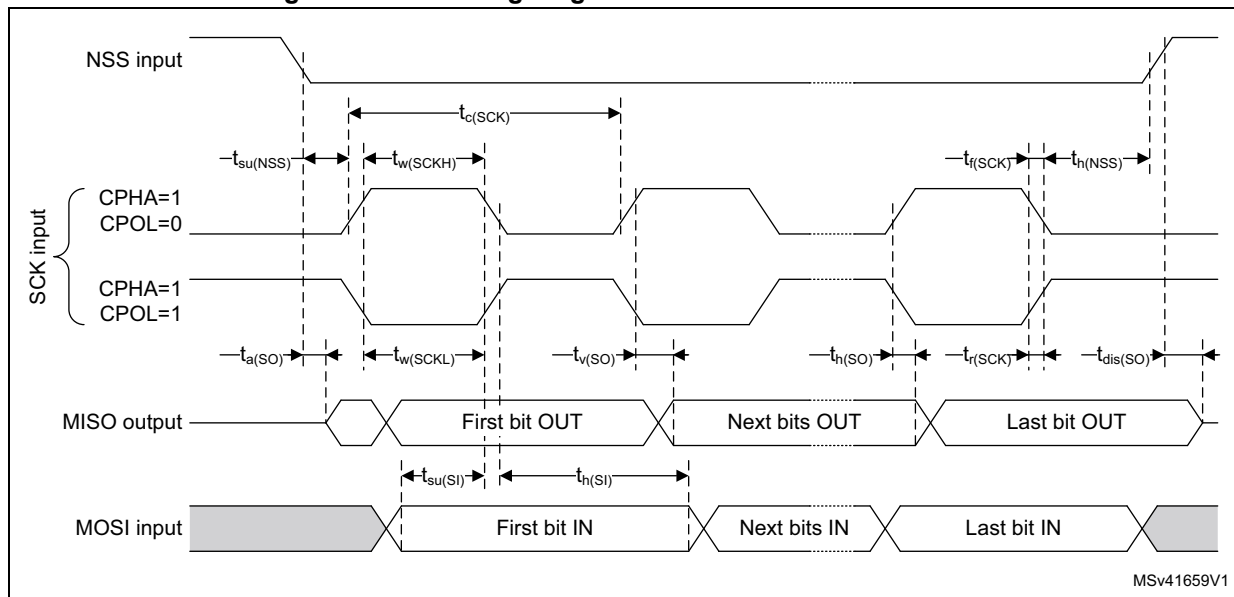 NSS input
tc(SCK)
tsu(NSS)
tw(SCKH)
tf(SCK)
th(NSS)
SCK input
CPHA=1
CPOL=0
CPHA=1
CPOL=1
ta(SO)
tw(SCKL)
tv(SO)
th(SO)
tr(SCK)
tdis(SO)
MISO output
First bit OUT
Next bits OUT
Last bit OUT
tsu(SI)
th(SI)
MOSI input
First bit IN
Next bits IN
Last bit IN
MSv41659V1